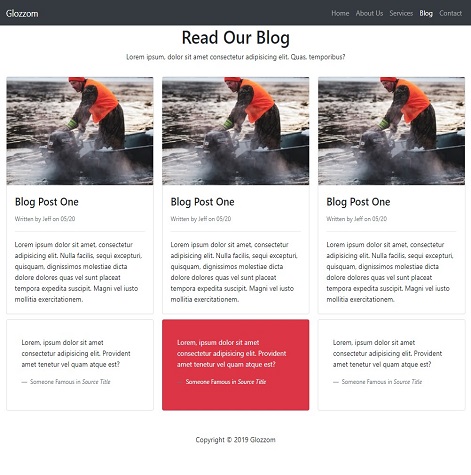 Glozzom
Home About Us Services Blog Contact
Read Our Blog
Lorem ipsum, dolor sit amet consectetur adipisicing elit. Quas, temporibus?
Blog Post One
Written by Jeff on 05/20
Lorem ipsum dolor sit amet, consectetur
adipisicing elit. Nulla facilis, sequi excepturi,
quisquam, dignissimos molestiae dicta
dolore dolores quas vel sunt placeat
tempora expedita suscipit. Magni vel iusto
mollitia exercitationem.
Blog Post One
Written by Jeff on 05/20
Lorem ipsum dolor sit amet, consectetur
adipisicing elit. Nulla facilis, sequi excepturi,
quisquam, dignissimos molestiae dicta
dolore dolores quas vel sunt placeat
tempora expedita suscipit. Magni vel iusto
mollitia exercitationem.
Blog Post One
Written by Jeff on 05/20
Lorem ipsum dolor sit amet, consectetur
adipisicing elit. Nulla facilis, sequi excepturi,
quisquam, dignissimos molestiae dicta
dolore dolores quas vel sunt placeat
tempora expedita suscipit. Magni vel iusto
mollitia exercitationem.
Lorem, ipsum dolor sit amet
consectetur adipisicing elit. Provident
amet tenetur vel quam atque est?
— Someone Famous in Source Title
Lorem, ipsum dolor sit amet
consectetur adipisicing elit. Provident
amet tenetur vel quam atque est?
— Someone Famous in Source Title
Lorem, ipsum dolor sit amet
consectetur adipisicing elit. Provident
amet tenetur vel quam atque est?
— Someone Famous in Source Title
Copyright © 2019 Glozzom